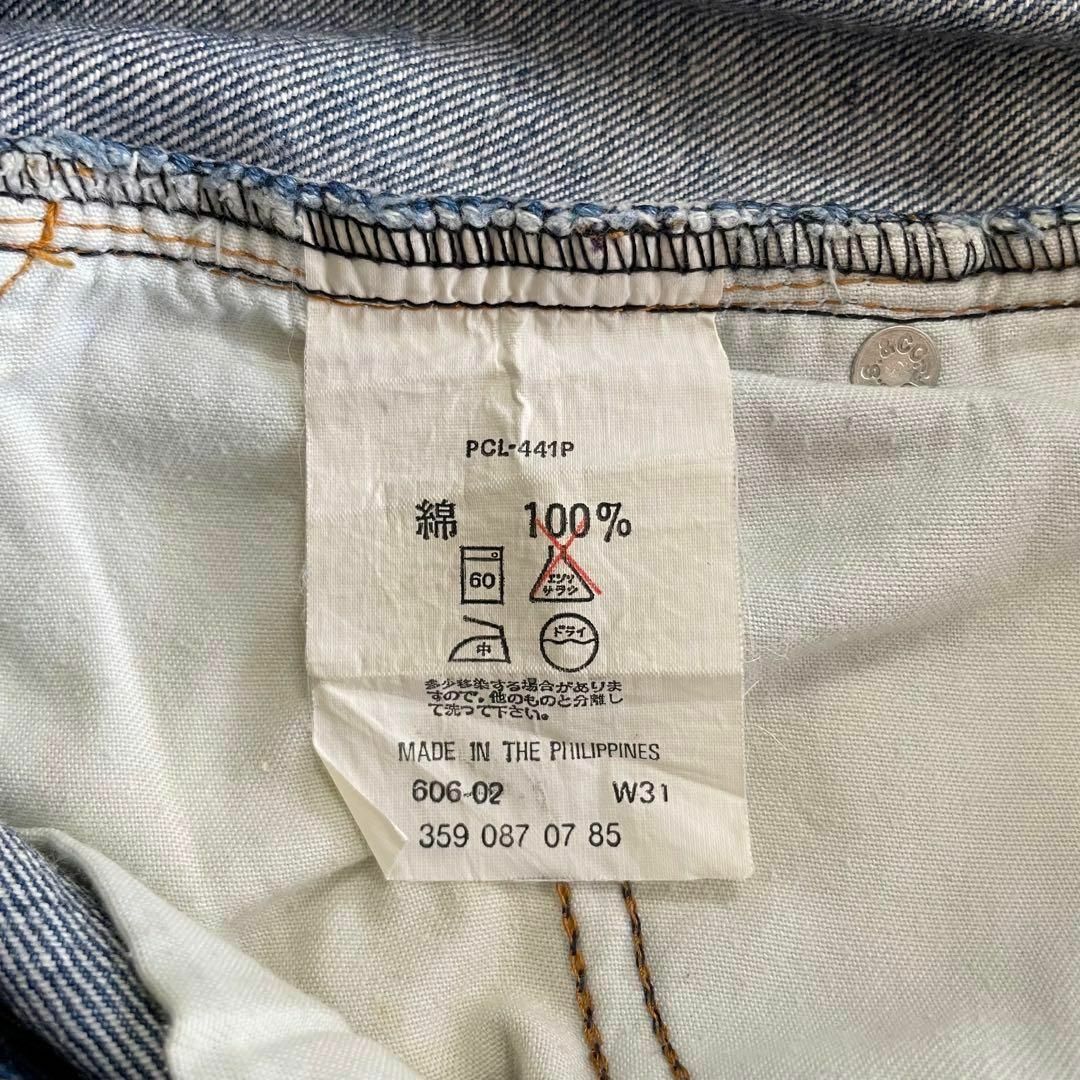 S. & CO.
PCL-441P
綿 100%
60 エンソ
サラシ
中 ドライ
多少移染する場合がありま
すので。他のものと分離し
て洗って下さい。
MADE IN THE PHILIPPINES
606-02 W31
359 087 07 85